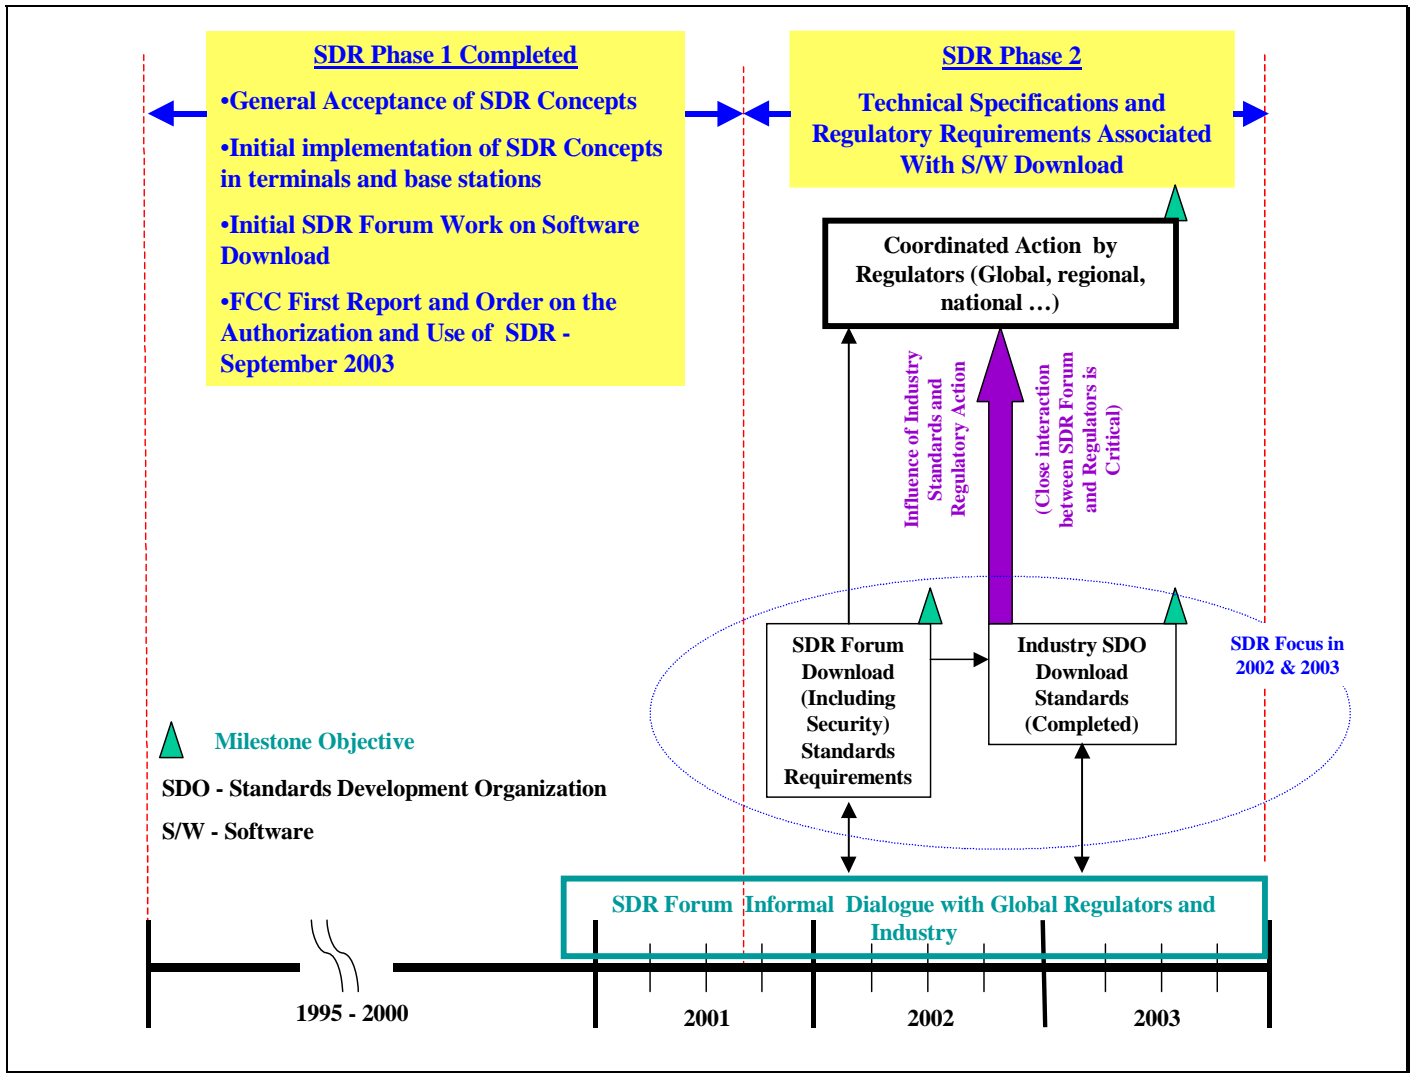 SDR Phase 1 Completed
•General Acceptance of SDR Concepts
•Initial implementation of SDR Concepts
in terminals and base stations
•Initial SDR Forum Work on Software
Download
•FCC First Report and Order on the
Authorization and Use of SDR -
September 2003
SDR Phase 2
Technical Specifications and
Regulatory Requirements Associated
With S/W Download
Coordinated Action by
Regulators (Global, regional,
national …)
Influence of Industry
Standards and
Regulatory Action
(Close interaction
between SDR Forum
and Regulators is
Critical)
SDR Forum
Download
(Including
Security)
Standards
Requirements
Industry SDO
Download
Standards
(Completed)
SDR Focus in
2002 & 2003
Milestone Objective
SDO - Standards Development Organization
S/W - Software
SDR Forum Informal Dialogue with Global Regulators and
Industry
1995 - 2000
2001
2002
2003